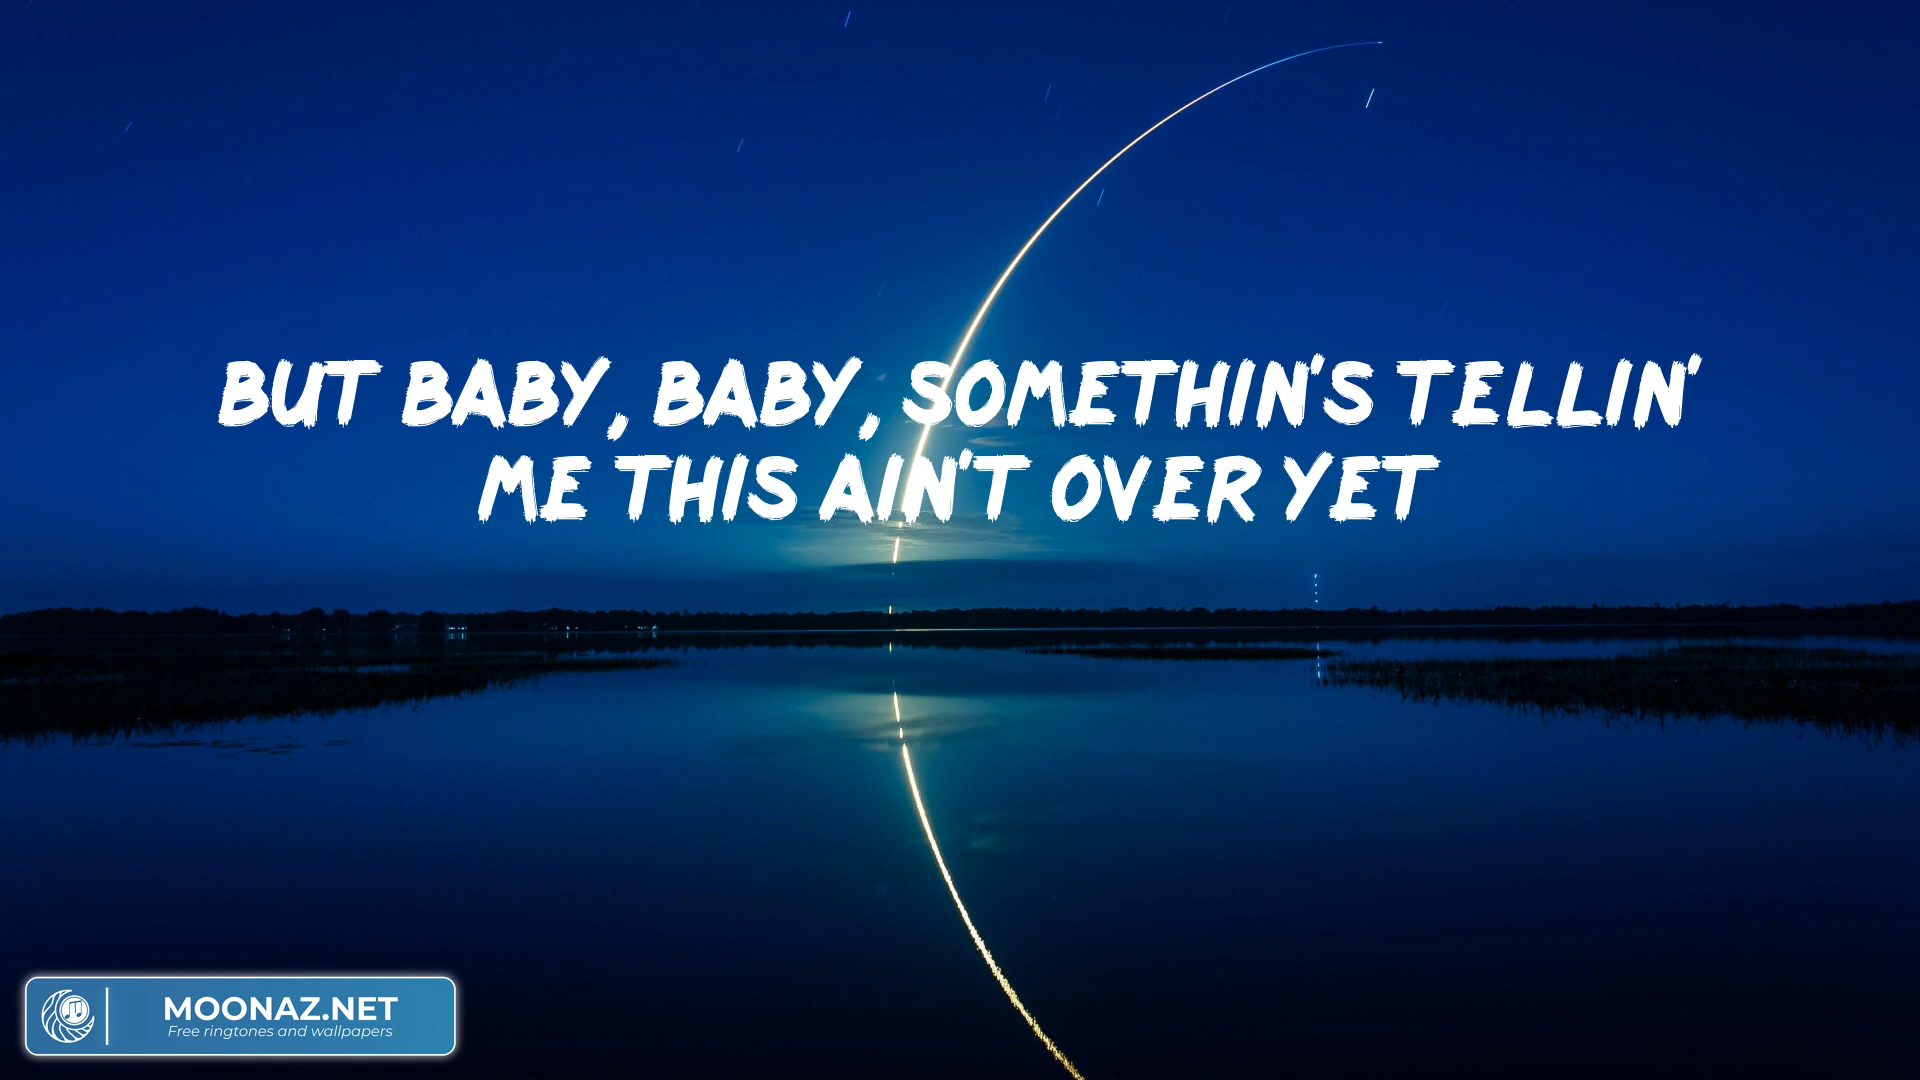 BUT BABY, BABY, SOMETHIN'S TELLIN'
ME THIS AIN'T OVER YET
MOONAZ.NET
Free ringtones and wallpapers